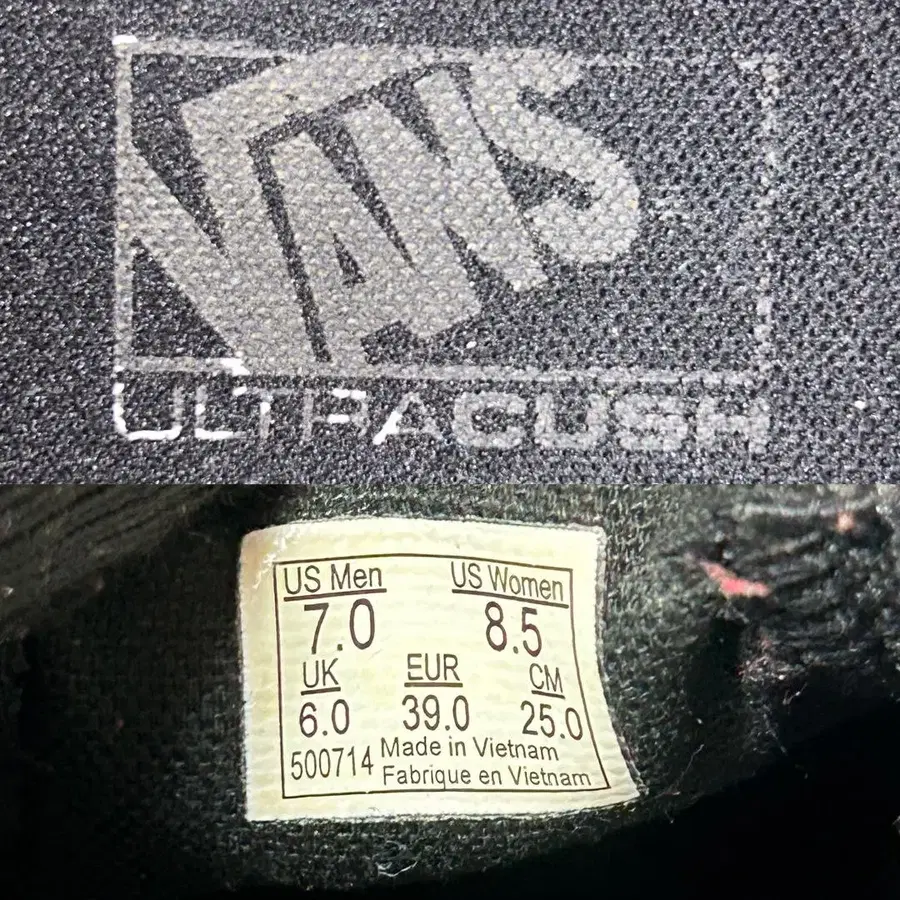 VANS
ULTRACUSH
US Men US Women
7.0 8.5
UK EUR CM
6.0 39.0 25.0
500714 Made in Vietnam
Fabrique en Vietnam